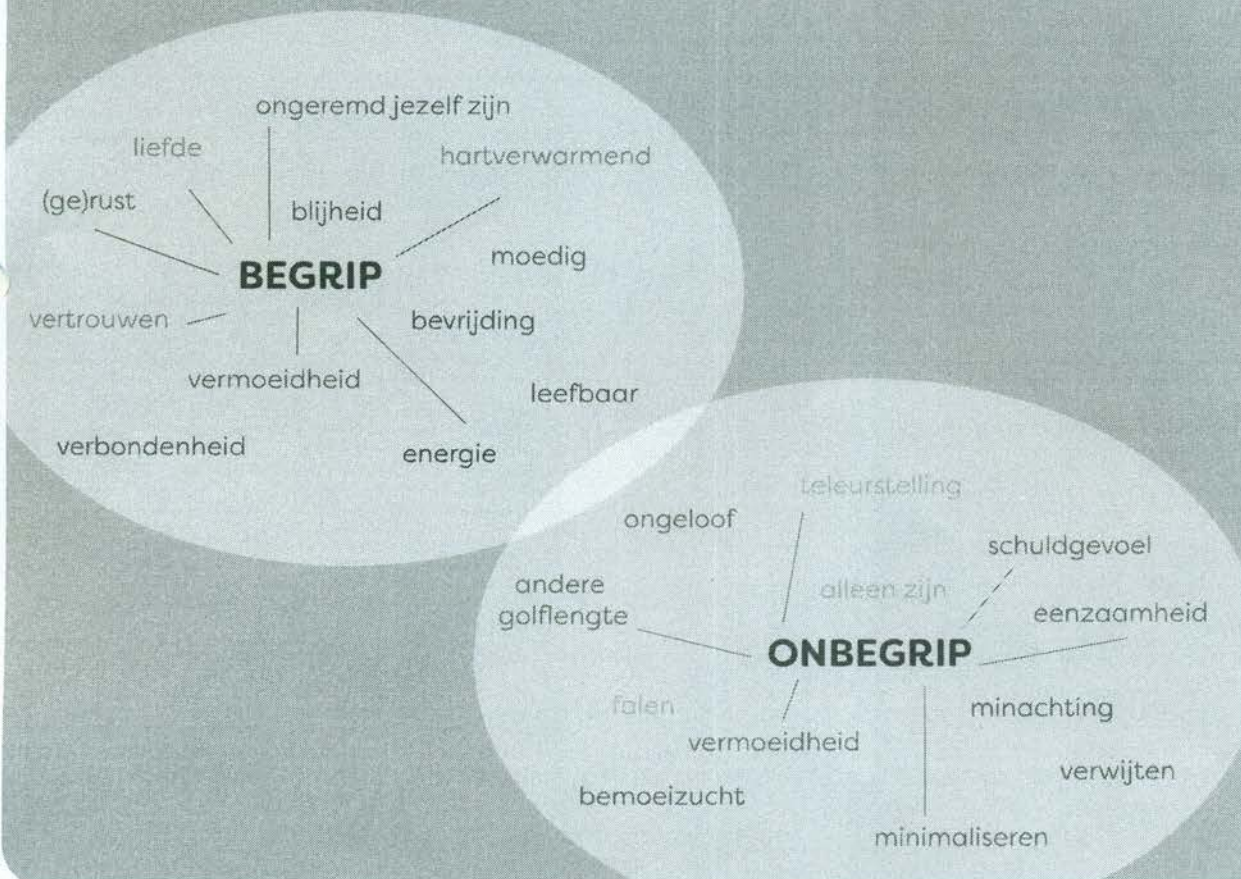 ongeremd jezelf zijn
liefde
hartverwarmend
(ge)rust
blijheid
moedig
BEGRIP
vertrouwen
bevrijding
vermoeidheid
leefbaar
verbondenheid
energie
teleurstelling
ongeloof
schuldgevoel
andere
golflengte
alleen zijn
eenzaamheid
ONBEGRIP
falen
minachting
vermoeidheid
verwijten
bemoeizucht
minimaliseren